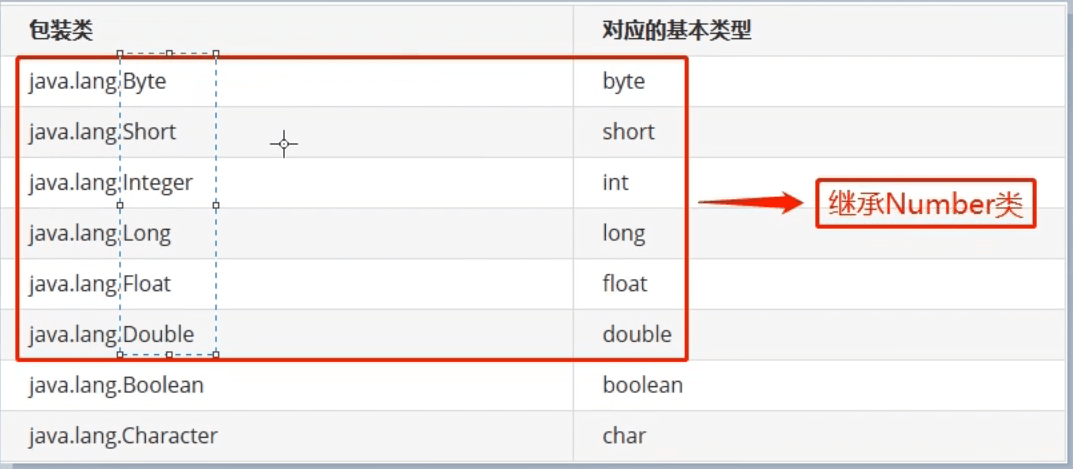 包装类 对应的基本类型
java.lang.Byte byte
java.lang.Short short
java.lang.Integer int
继承Number类
java.lang.Long long
java.lang.Float float
java.lang.Double double
java.lang.Boolean boolean
java.lang.Character char